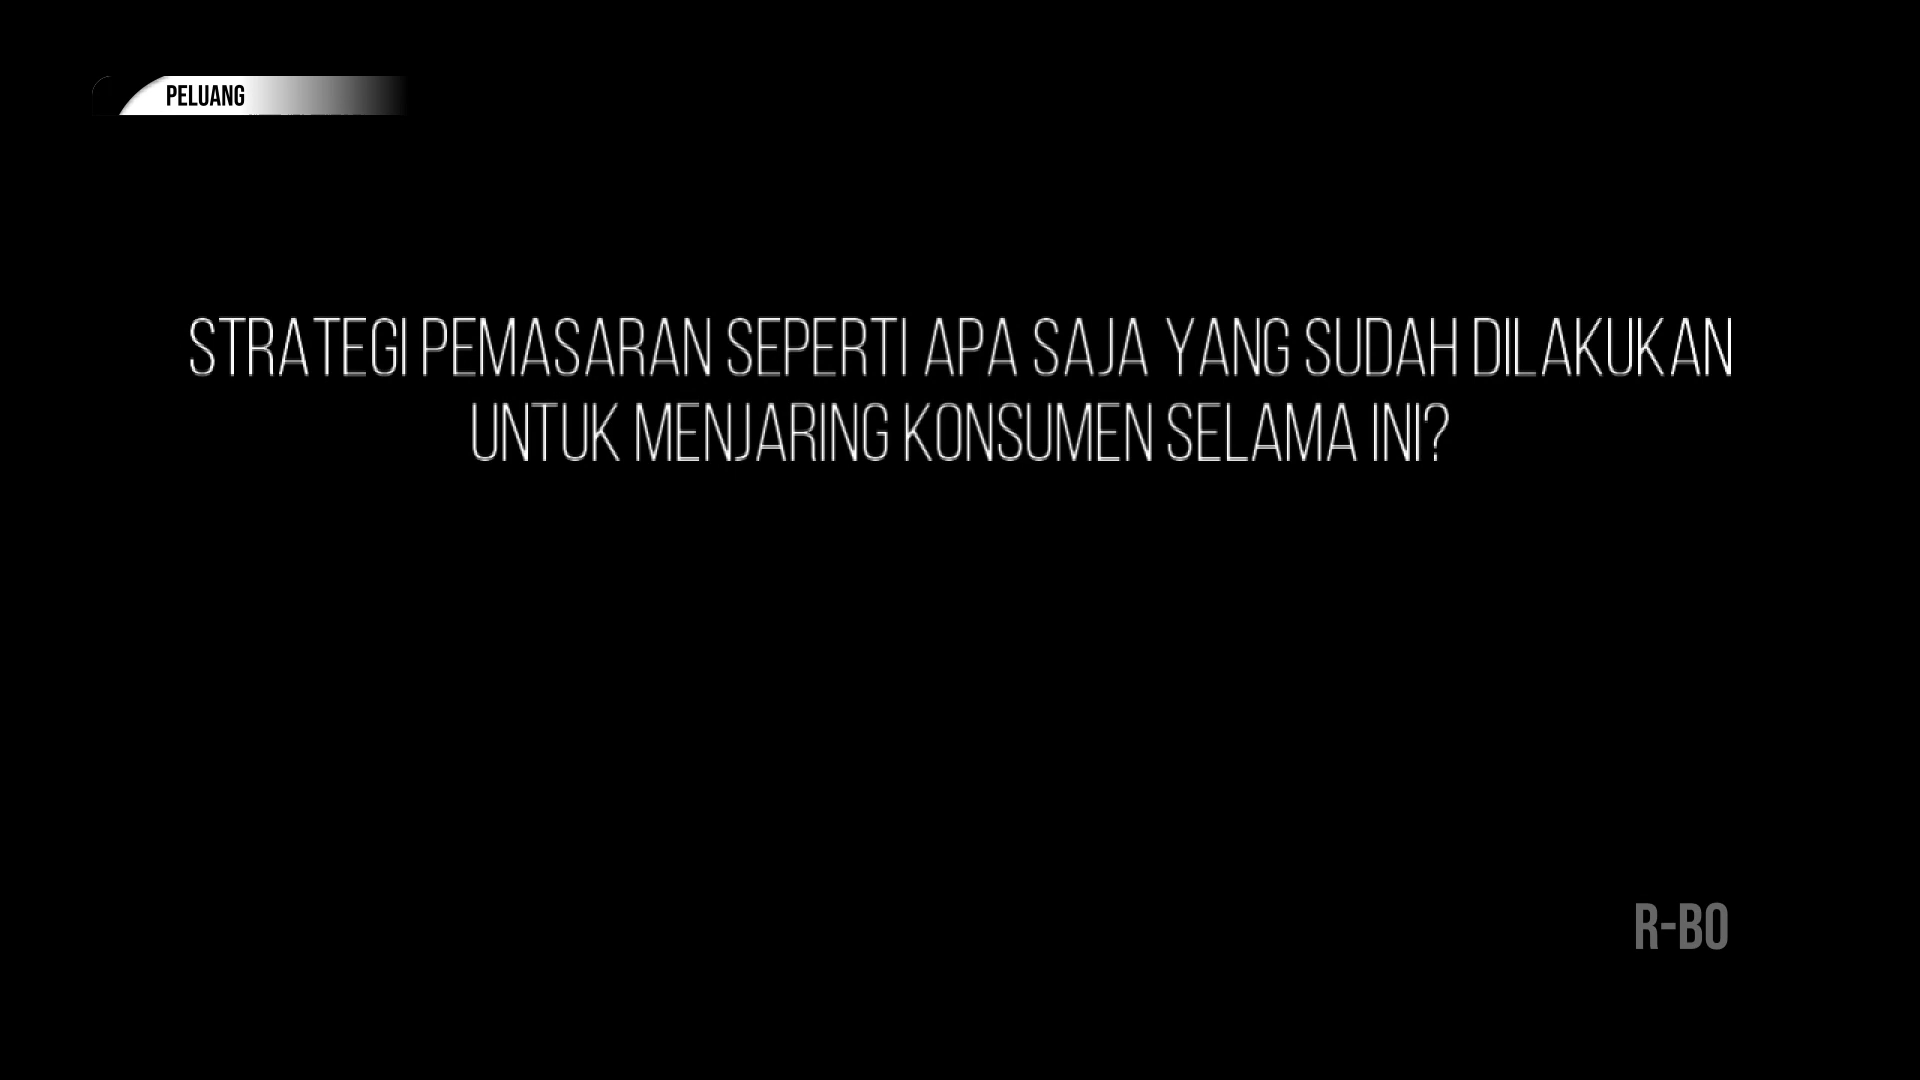 PELUANG
STRATEGI PEMASARAN SEPERTI APA SAJA YANG SUDAH DILAKUKAN
UNTUK MENJARING KONSUMEN SELAMA INI?
R-BO